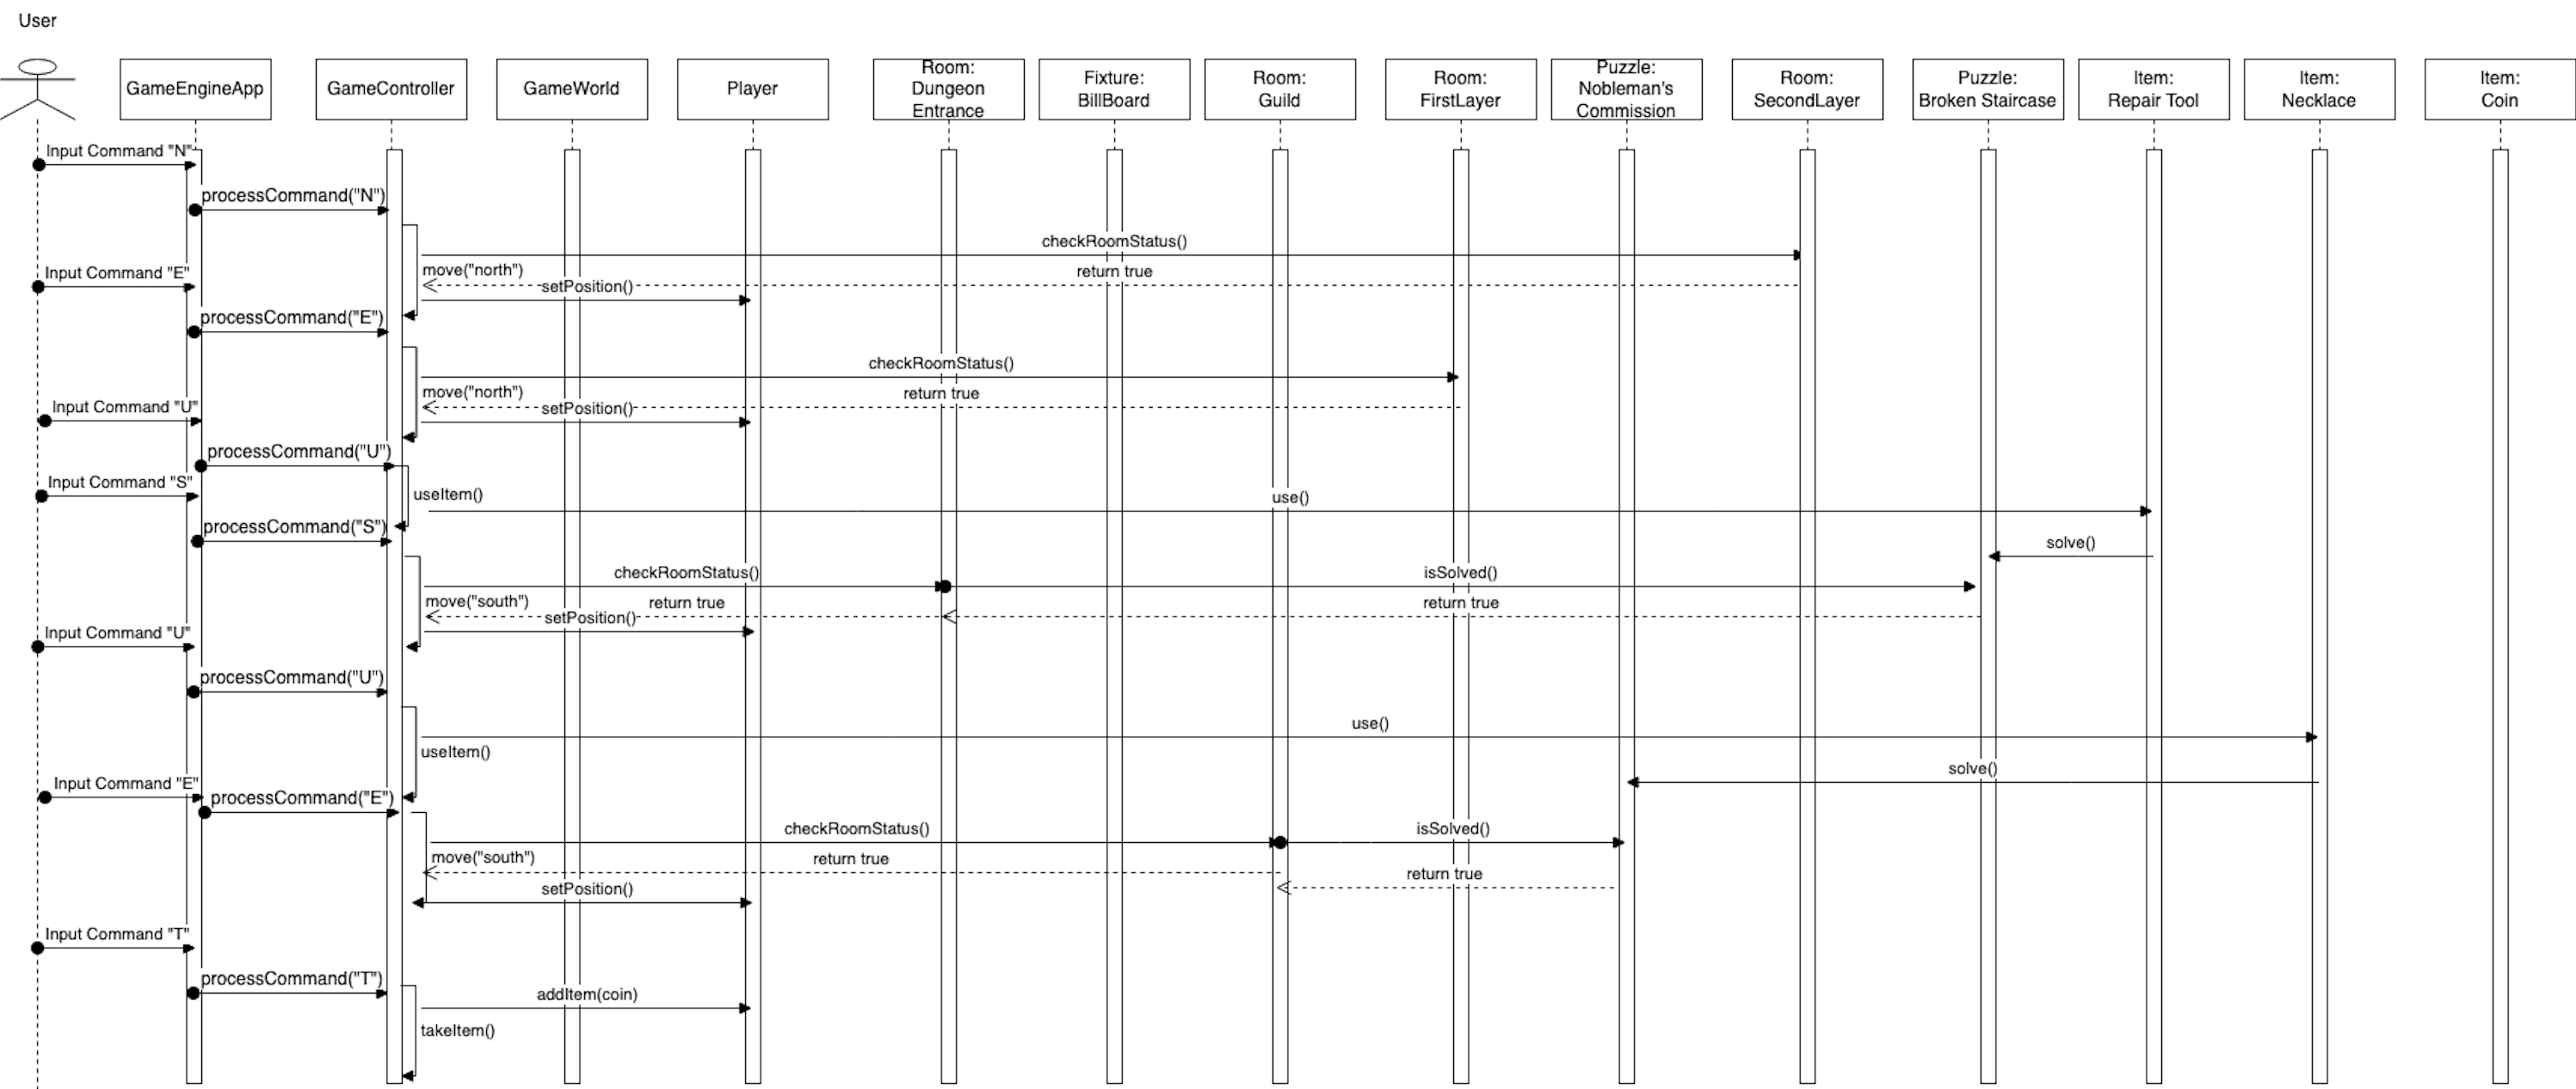 User
GameEngineApp
GameController
GameWorld
Player
Room:
Dungeon
Entrance
Fixture:
BillBoard
Room:
Guild
Room:
FirstLayer
Puzzle:
Nobleman's
Commission
Room:
SecondLayer
Puzzle:
Broken Staircase
Item:
Repair Tool
Item:
Necklace
Item:
Coin
Input Command "N"
processCommand("N")
checkRoomStatus()
move("north")
return true
Input Command "E"
setPosition()
processCommand("E")
checkRoomStatus()
move("north")
return true
Input Command "U"
setPosition()
processCommand("U")
Input Command "S"
useItem()
use()
processCommand("S")
solve()
checkRoomStatus()
isSolved()
move("south")
return true
return true
setPosition()
Input Command "U"
processCommand("U")
use()
useItem()
solve()
Input Command "E"
processCommand("E")
checkRoomStatus()
isSolved()
move("south")
return true
return true
setPosition()
Input Command "T"
processCommand("T")
addItem(coin)
takeItem()